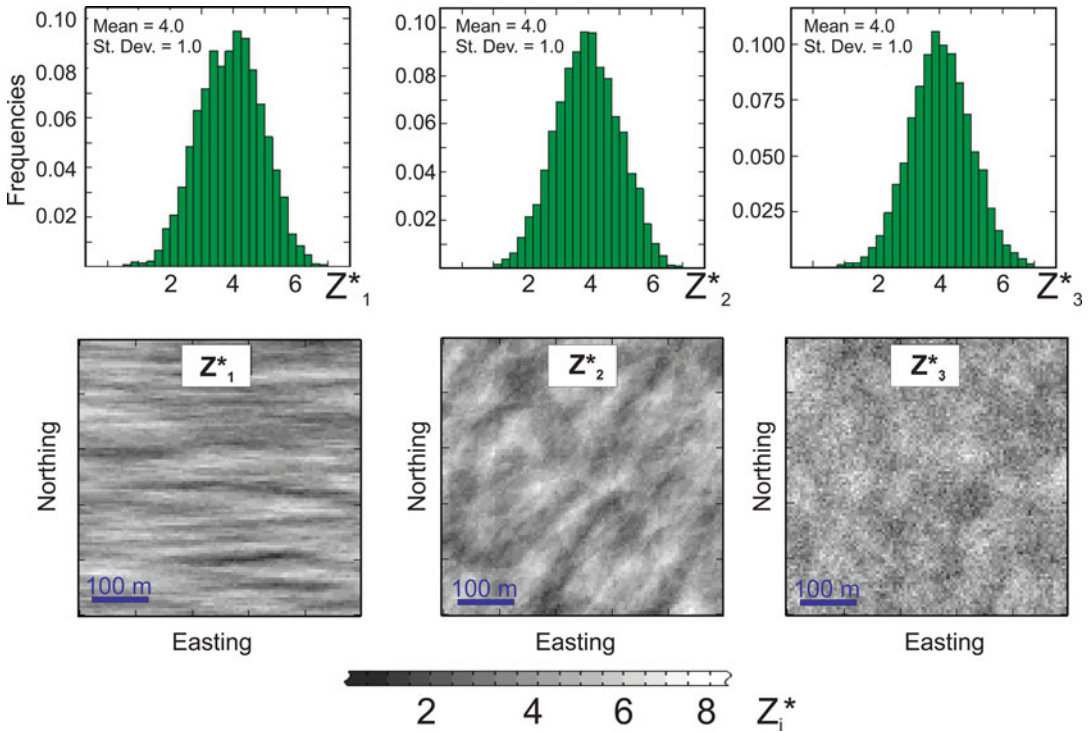 Mean = 4.0
St. Dev. = 1.0
0.10
0.08
0.06
0.04
0.02
Frequencies
2 4 6 Z*1
Mean = 4.0
St. Dev. = 1.0
0.10
0.08
0.06
0.04
0.02
2 4 6 Z*2
Mean = 4.0
St. Dev. = 1.0
0.100
0.075
0.050
0.025
2 4 6 Z*3
Z*1
Northing
100 m
Easting
Z*2
Northing
100 m
Easting
Z*3
Northing
100 m
Easting
2 4 6 8 Zi*